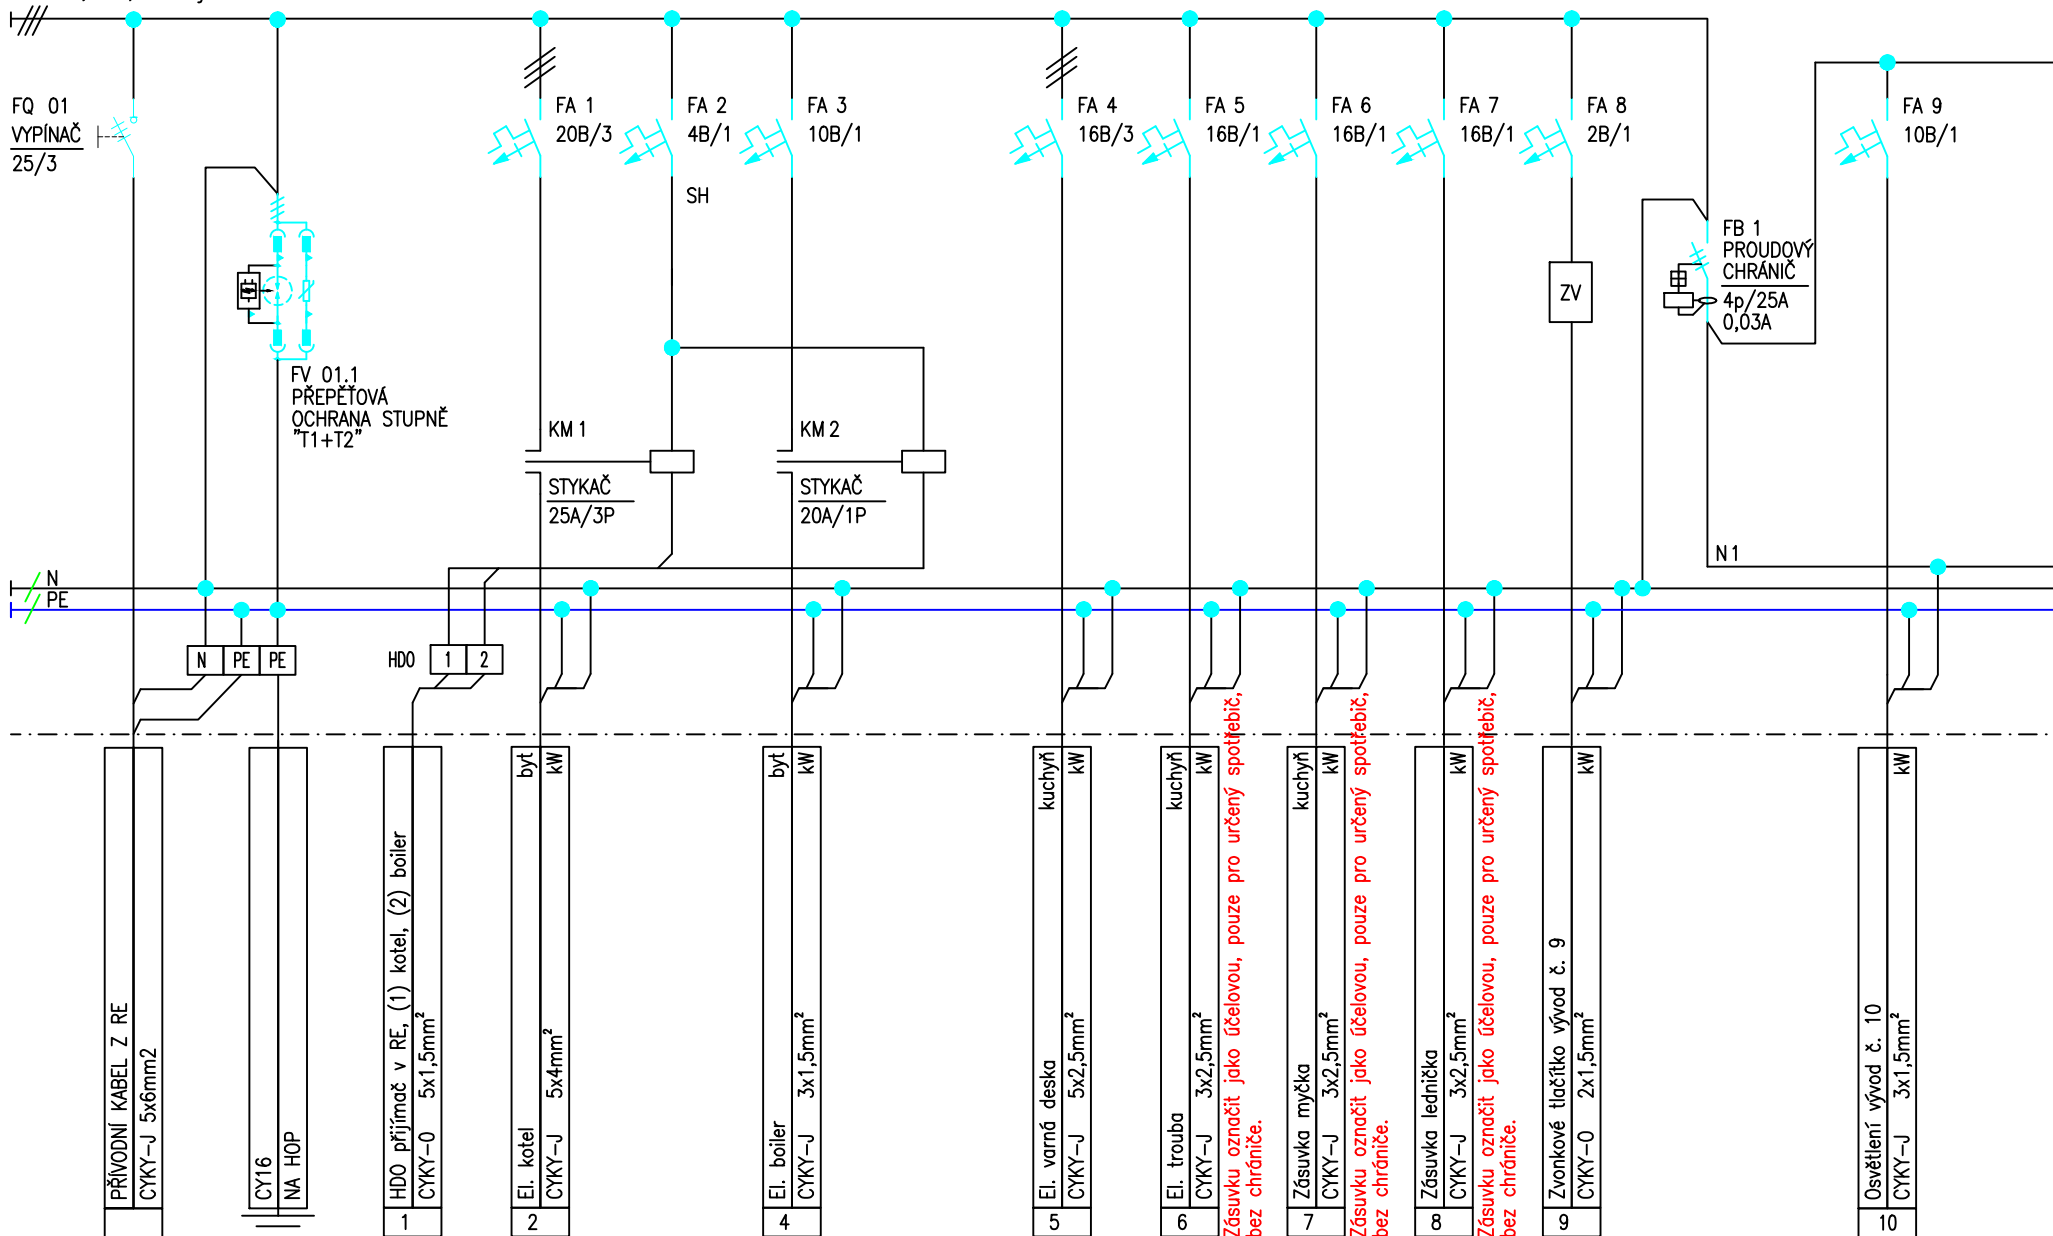 FQ 01
VYPÍNAČ
25/3
FA 1
20B/3
FA 2
4B/1
SH
FA 3
10B/1
FA 4
16B/3
FA 5
16B/1
FA 6
16B/1
FA 7
16B/1
FA 8
2B/1
FA 9
10B/1
ZV
FB 1
PROUDOVÝ
CHRÁNIČ
4p/25A
0,03A
FV 01.1
PŘEPĚŤOVÁ
OCHRANA STUPNĚ
"T1+T2"
KM 1
STYKAČ
25A/3P
KM 2
STYKAČ
20A/1P
N1
N
PE
N
PE
PE
HDO
1
2
PŘÍVODNÍ KABEL Z RE
CYKY-J 5x6mm2
CY16
NA HOP
HDO přijímač v RE, (1) kotel, (2) boiler
CYKY-O 5x1,5mm²
1
El. kotel byt
CYKY-J 5x4mm² kW
2
El. boiler byt
CYKY-J 3x1,5mm² kW
4
El. varná deska kuchyň
CYKY-J 5x2,5mm² kW
5
El. trouba kuchyň
CYKY-J 3x2,5mm² kW
6
Zásuvku označit jako účelovou, pouze pro určený spotřebič,
bez chrániče.
Zásuvka myčka kuchyň
CYKY-J 3x2,5mm² kW
7
Zásuvku označit jako účelovou, pouze pro určený spotřebič,
bez chrániče.
Zásuvka lednička
CYKY-J 3x2,5mm² kW
8
Zásuvku označit jako účelovou, pouze pro určený spotřebič,
bez chrániče.
Zvonkové tlačítko vývod č. 9
CYKY-O 2x1,5mm² kW
9
Osvětlení vývod č. 10
CYKY-J 3x1,5mm² kW
10